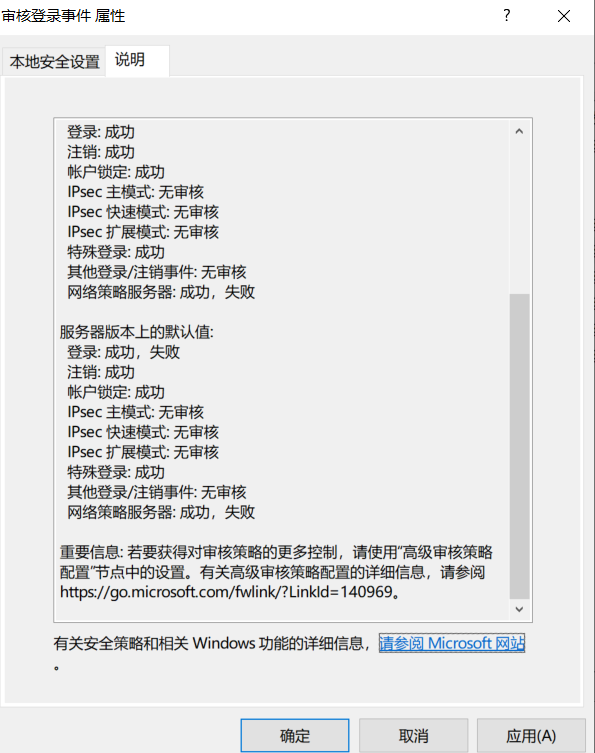 审核登录事件 属性
?
本地安全设置 说明
登录: 成功
注销: 成功
帐户锁定: 成功
IPsec 主模式: 无审核
IPsec 快速模式: 无审核
IPsec 扩展模式: 无审核
特殊登录: 成功
其他登录/注销事件: 无审核
网络策略服务器: 成功，失败
服务器版本上的默认值:
登录: 成功，失败
注销: 成功
帐户锁定: 成功
IPsec 主模式: 无审核
IPsec 快速模式: 无审核
IPsec 扩展模式: 无审核
特殊登录: 成功
其他登录/注销事件: 无审核
网络策略服务器: 成功，失败
重要信息: 若要获得对审核策略的更多控制，请使用“高级审核策略
配置”节点中的设置。有关高级审核策略配置的详细信息，请参阅
https://go.microsoft.com/fwlink/?LinkId=140969。
有关安全策略和相关 Windows 功能的详细信息，请参阅 Microsoft 网站
。
确定 取消 应用(A)